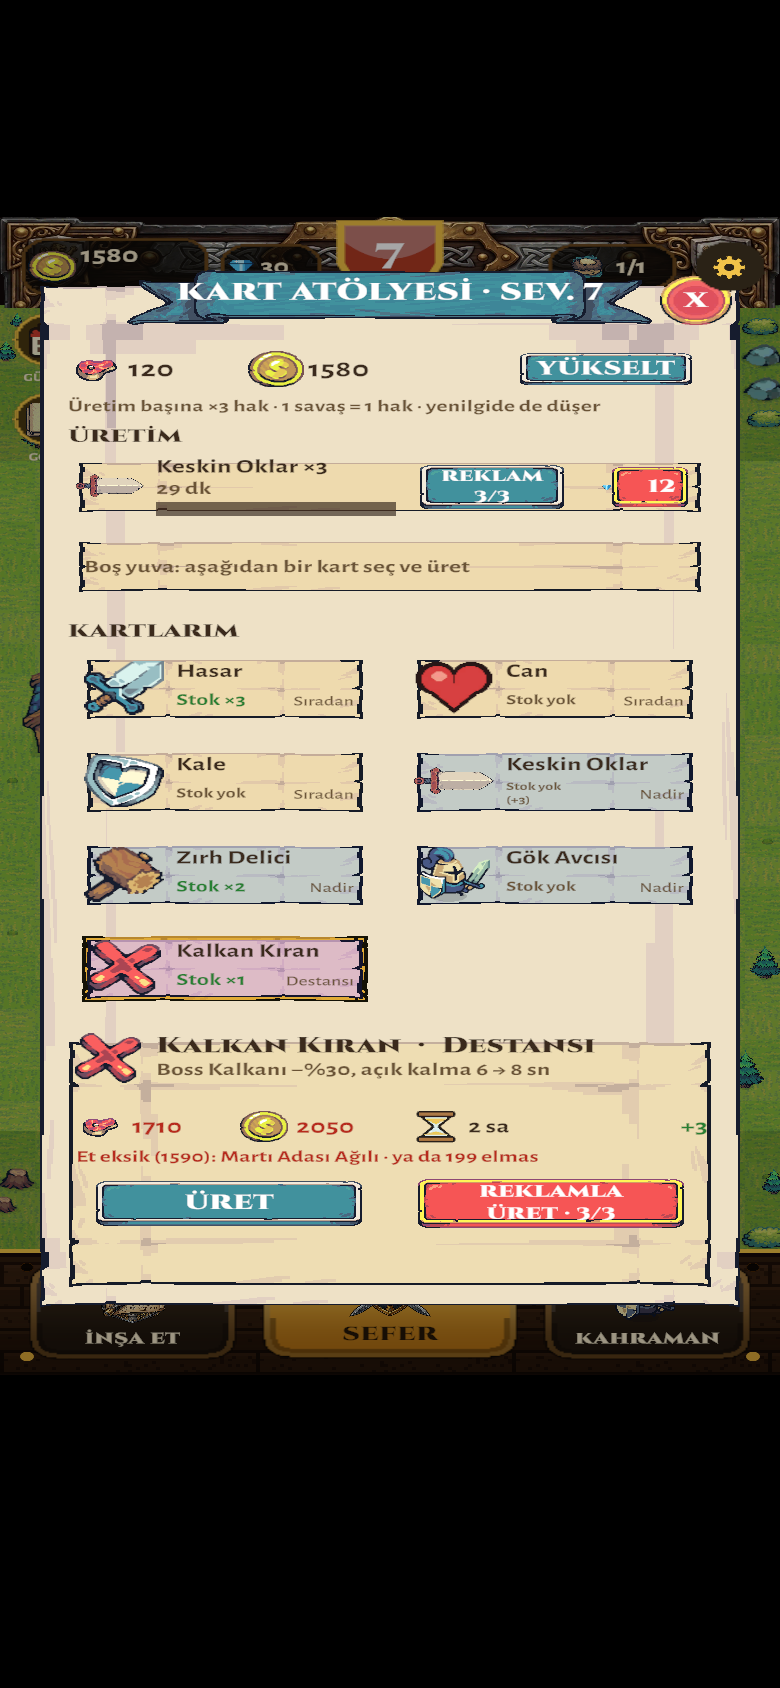 1580
30
7
1/1
KART ATÖLYESİ · SEV. 7
X
120
1580
YÜKSELT
Üretim başına ×3 hak · 1 savaş = 1 hak · yenilgide de düşer
ÜRETİM
Keskin Oklar ×3
29 dk
REKLAM
3/3
12
Boş yuva: aşağıdan bir kart seç ve üret
KARTLARIM
Hasar
Stok ×3
Sıradan
Can
Stok yok
Sıradan
Kale
Stok yok
Sıradan
Keskin Oklar
Stok yok
(+3)
Nadir
Zırh Delici
Stok ×2
Nadir
Gök Avcısı
Stok yok
Nadir
Kalkan Kıran
Stok ×1
Destansı
KALKAN KIRAN · DESTANSI
Boss Kalkanı −%30, açık kalma 6 → 8 sn
1710
2050
2 sa
+3
Et eksik (1590): Martı Adası Ağılı · ya da 199 elmas
ÜRET
REKLAMLA
ÜRET · 3/3
İNŞA ET
SEFER
KAHRAMAN